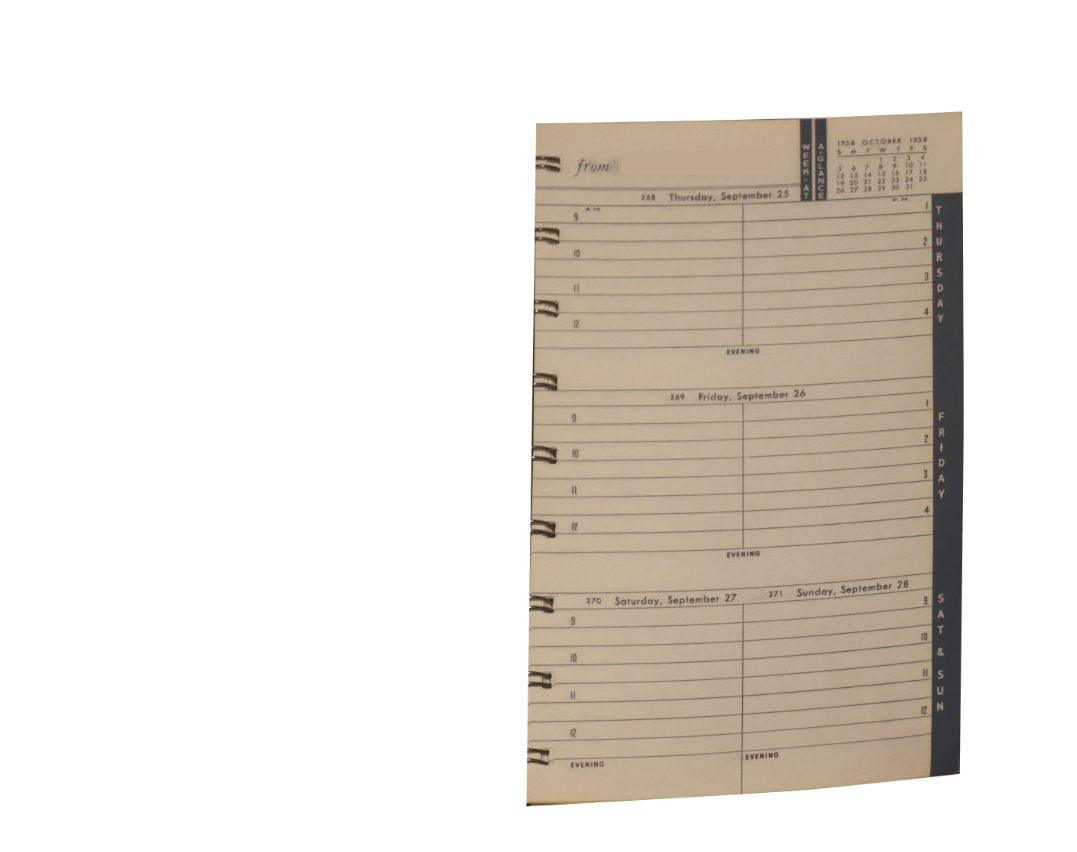 from
WEEK-AT
A-GLANCE
1958 OCTOBER 1958
S M T W T F S
1 2 3 4
5 6 7 8 9 10 11
12 13 14 15 16 17 18
19 20 21 22 23 24 25
26 27 28 29 30 31
268 Thursday, September 25
A.M. P.M.
9 1
10 2
11 3
12 4
EVENING
THURSDAY
269 Friday, September 26
9 1
10 2
11 3
12 4
EVENING
FRIDAY
270 Saturday, September 27 271 Sunday, September 28
9 9
10 10
11 11
12 12
EVENING EVENING
SAT & SUN